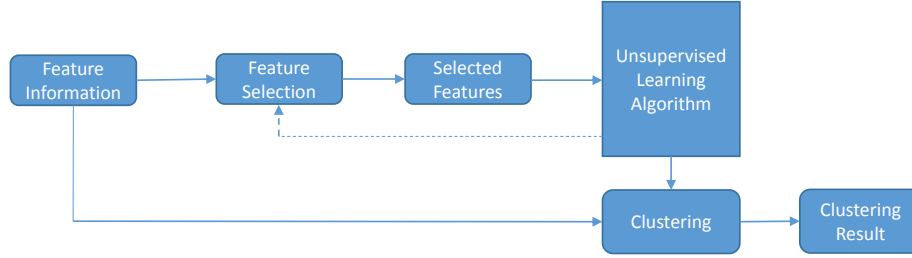 Feature
Information
Feature
Selection
Selected
Features
Unsupervised
Learning
Algorithm
Clustering
Clustering
Result